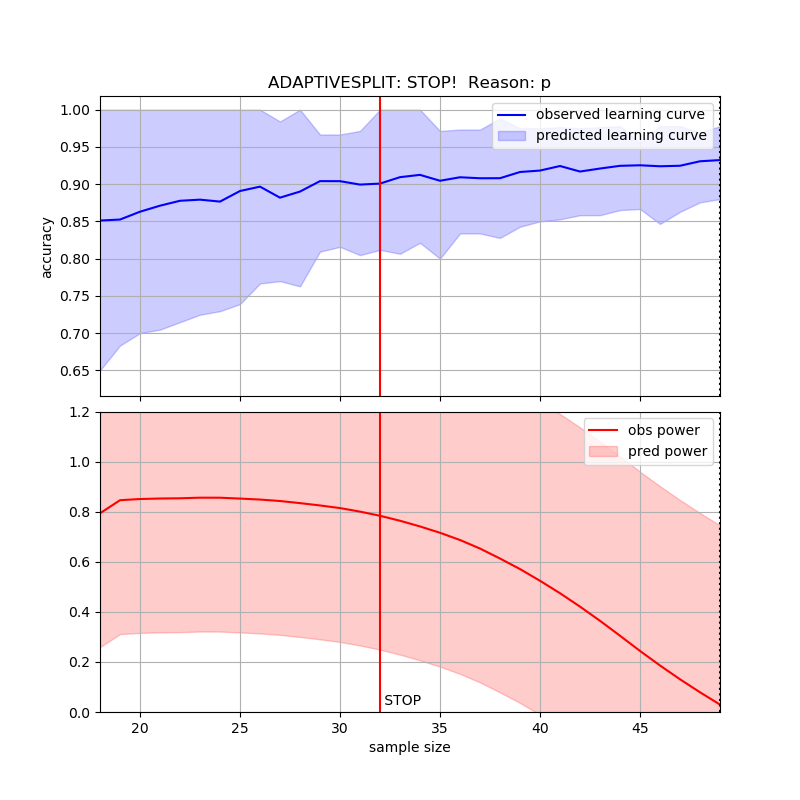 ADAPTIVESPLIT: STOP!  Reason: p
1.00
0.95
0.90
0.85
0.80
0.75
0.70
0.65
accuracy
observed learning curve
predicted learning curve
1.2
1.0
0.8
0.6
0.4
0.2
0.0
obs power
pred power
STOP
20 25 30 35 40 45
sample size